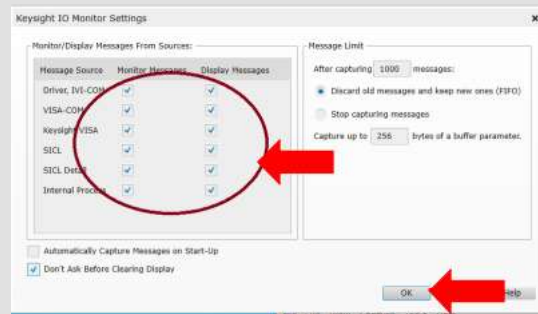 Keysight IO Monitor Settings
Monitor/Display Messages From Sources:
Message Source Monitor Messages Display Messages
Driver, IVI-COM
VISA-COM
Keysight VISA
SICL
SICL Detail
Internal Process
Automatically Capture Messages on Start-Up
Don't Ask Before Clearing Display
Message Limit
After capturing 1000 messages:
Discard old messages and keep new ones (FIFO)
Stop capturing messages
Capture up to 256 bytes of a buffer parameter.
OK
Help